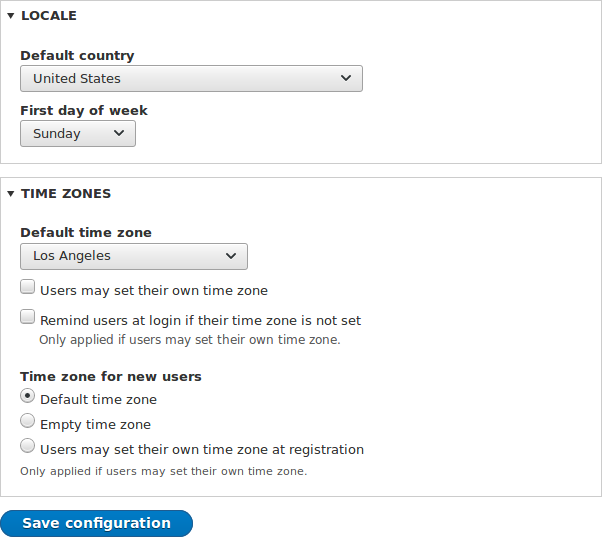 LOCALE
Default country
United States
First day of week
Sunday
TIME ZONES
Default time zone
Los Angeles
Users may set their own time zone
Remind users at login if their time zone is not set
Only applied if users may set their own time zone.
Time zone for new users
Default time zone
Empty time zone
Users may set their own time zone at registration
Only applied if users may set their own time zone.
Save configuration